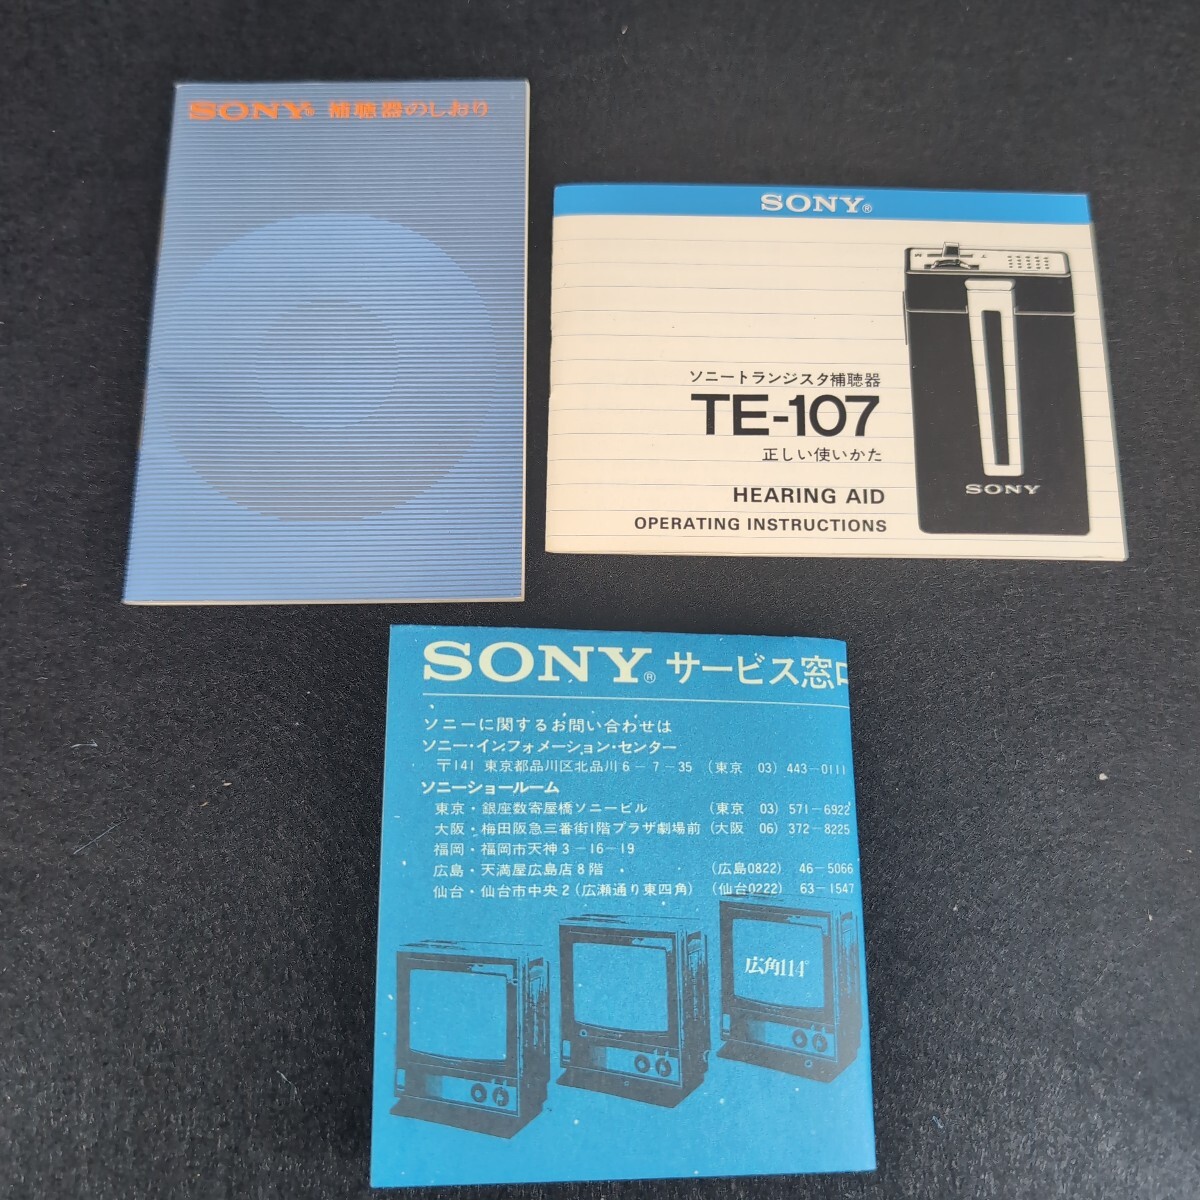 SONY® 補聴器のしおり
SONY®
ソニートランジスタ補聴器
TE-107
正しい使いかた
HEARING AID
OPERATING INSTRUCTIONS
SONY
SONY® サービス窓口
ソニーに関するお問い合わせは
ソニー・インフォメーション・センター
〒141 東京都品川区北品川6-7-35 (東京 03) 443-0111
ソニーショールーム
東京・銀座数寄屋橋ソニービル (東京 03) 571-6922
大阪・梅田阪急三番街1階プラザ劇場前 (大阪 06) 372-8225
福岡・福岡市天神3-16-19
広島・天満屋広島店8階 (広島0822) 46-5066
仙台・仙台市中央2(広瀬通り東四角) (仙台0222) 63-1547
広角114°